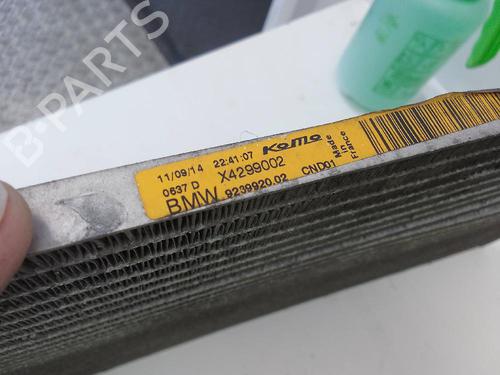 B-PARTS
11/09/14 22:41:07 KOMO
0637 D X4299002 Made in France
BMW 9239920.02 CND01